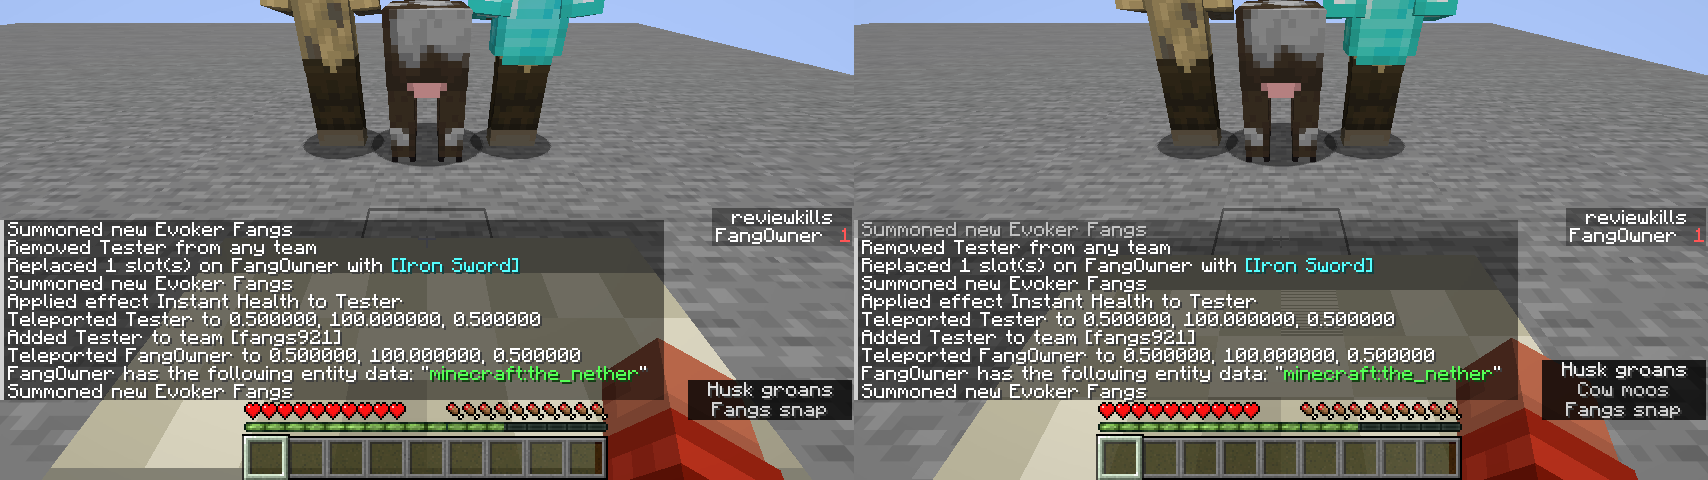 Summoned new Evoker Fangs
Removed Tester from any team
Replaced 1 slot(s) on FangOwner with [Iron Sword]
Summoned new Evoker Fangs
Applied effect Instant Health to Tester
Teleported Tester to 0.500000, 100.000000, 0.500000
Added Tester to team [fangs921]
Teleported FangOwner to 0.500000, 100.000000, 0.500000
FangOwner has the following entity data: "minecraft:the_nether"
Summoned new Evoker Fangs
reviewkills
FangOwner 1
Husk groans
Fangs snap
Summoned new Evoker Fangs
Removed Tester from any team
Replaced 1 slot(s) on FangOwner with [Iron Sword]
Summoned new Evoker Fangs
Applied effect Instant Health to Tester
Teleported Tester to 0.500000, 100.000000, 0.500000
Added Tester to team [fangs921]
Teleported FangOwner to 0.500000, 100.000000, 0.500000
FangOwner has the following entity data: "minecraft:the_nether"
Summoned new Evoker Fangs
reviewkills
FangOwner 1
Husk groans
Cow moos
Fangs snap